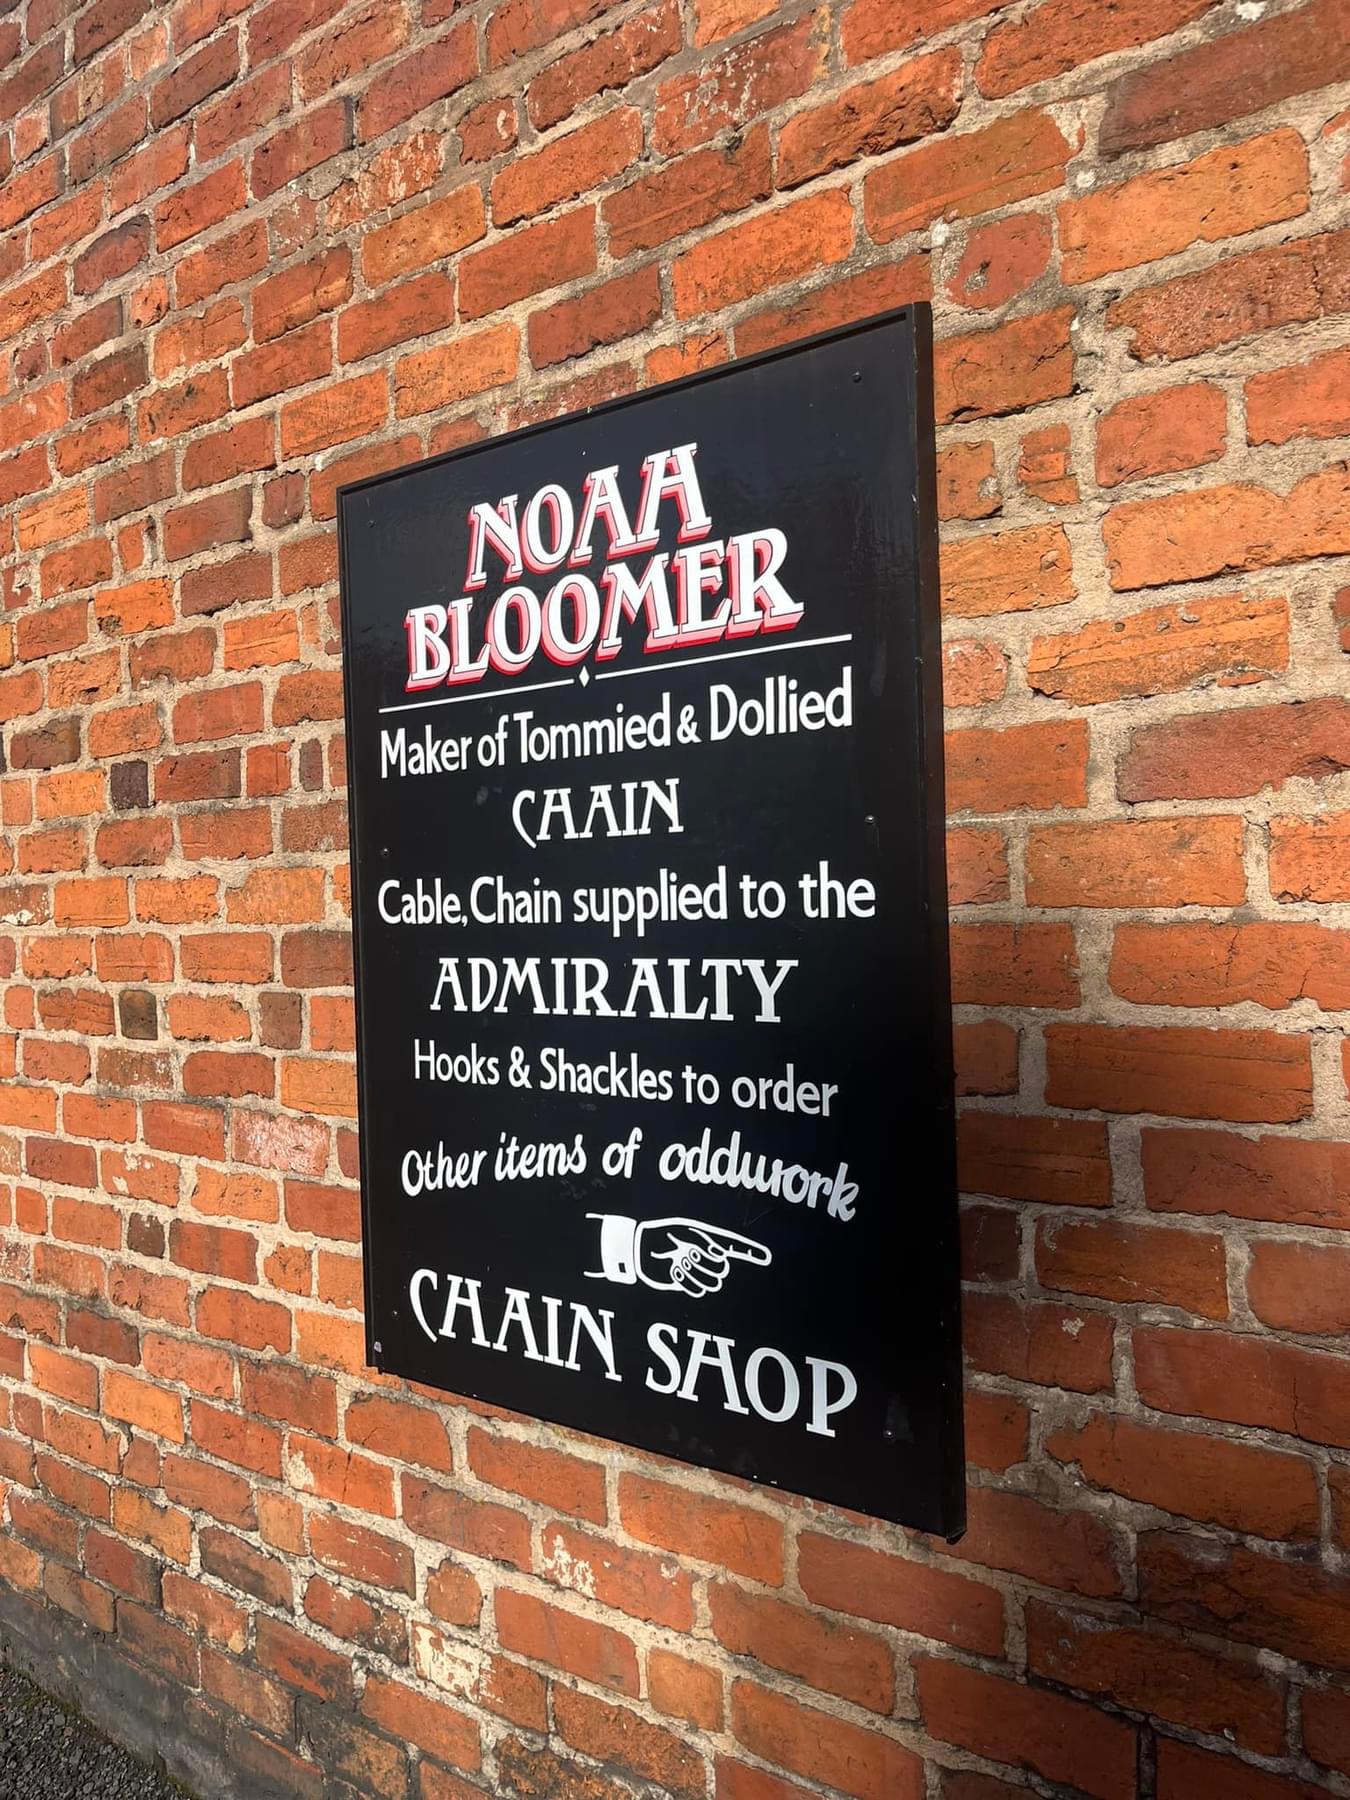 NOAH
BLOOMER
Maker of Tommied & Dollied
CHAIN
Cable, Chain supplied to the
ADMIRALTY
Hooks & Shackles to order
Other items of oddwork
CHAIN SHOP